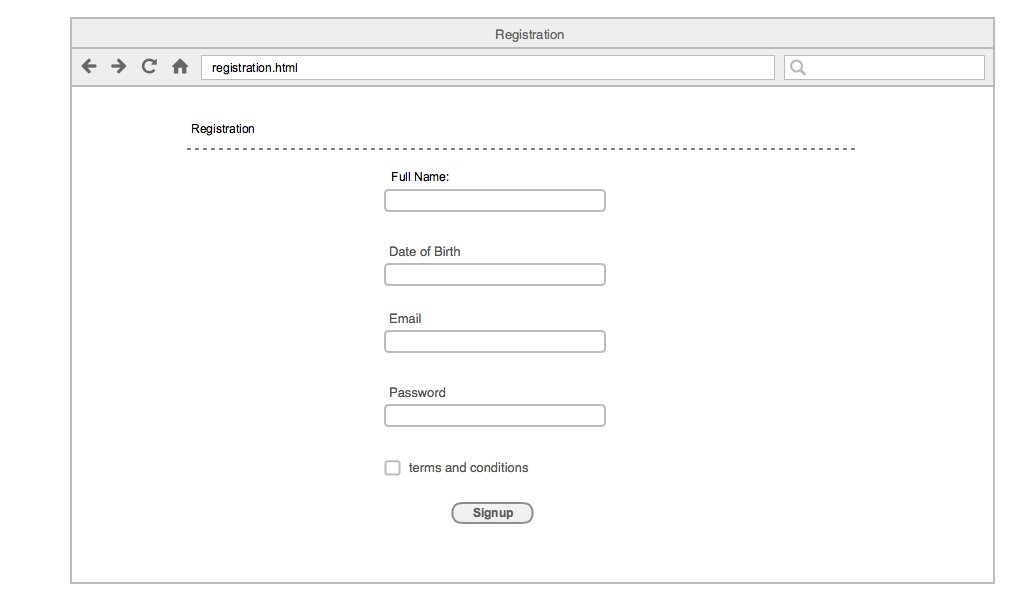 Registration
registration.html
Registration
Full Name:
Date of Birth
Email
Password
terms and conditions
Signup